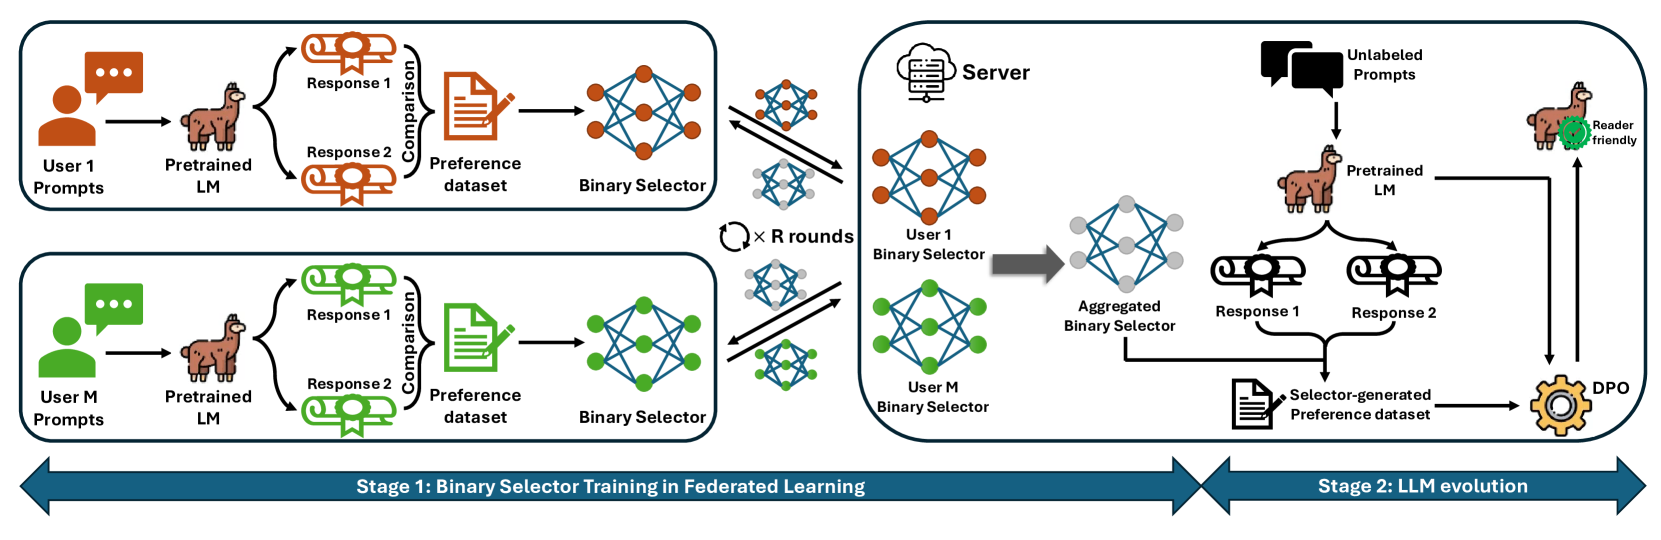 User 1
Prompts
Pretrained
LM
Response 1
Response 2
Comparison
Preference
dataset
Binary Selector
User M
Prompts
Pretrained
LM
Response 1
Response 2
Comparison
Preference
dataset
Binary Selector
× R rounds
Server
User 1
Binary Selector
User M
Binary Selector
Aggregated
Binary Selector
Unlabeled
Prompts
Pretrained
LM
Response 1
Response 2
Selector-generated
Preference dataset
DPO
Reader
friendly
Stage 1: Binary Selector Training in Federated Learning
Stage 2: LLM evolution